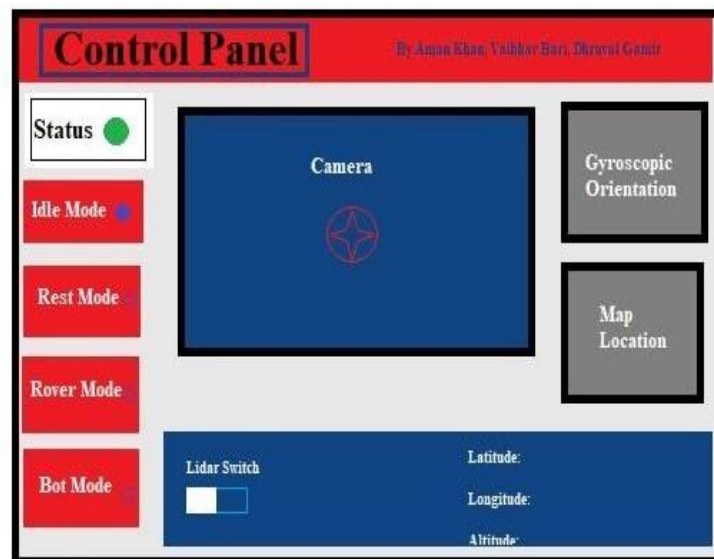 Control Panel
By Aman Khan, Vaibhav Bari, Dhruval Gamit
Status
Idle Mode
Rest Mode
Rover Mode
Bot Mode
Camera
Gyroscopic
Orientation
Map
Location
Lidar Switch
Latitude:
Longitude:
Altitude: